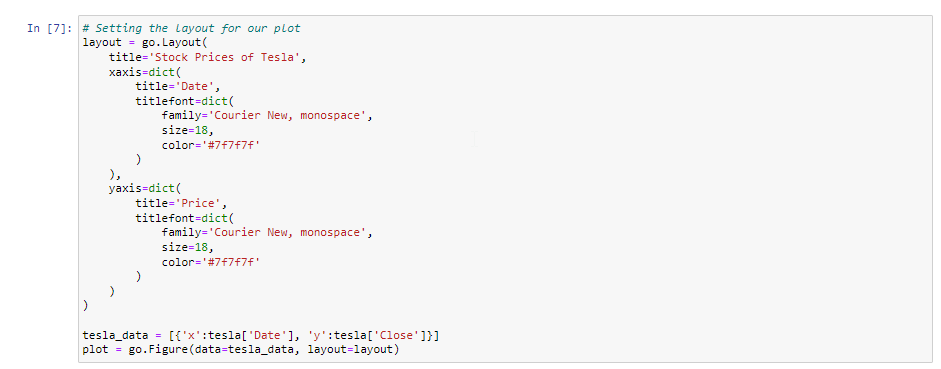 In [7]: # Setting the layout for our plot
layout = go.Layout(
    title='Stock Prices of Tesla',
    xaxis=dict(
        title='Date',
        titlefont=dict(
            family='Courier New, monospace',
            size=18,
            color='#7f7f7f'
        )
    ),
    yaxis=dict(
        title='Price',
        titlefont=dict(
            family='Courier New, monospace',
            size=18,
            color='#7f7f7f'
        )
    )
)
tesla_data = [{'x':tesla['Date'], 'y':tesla['Close']}]
plot = go.Figure(data=tesla_data, layout=layout)